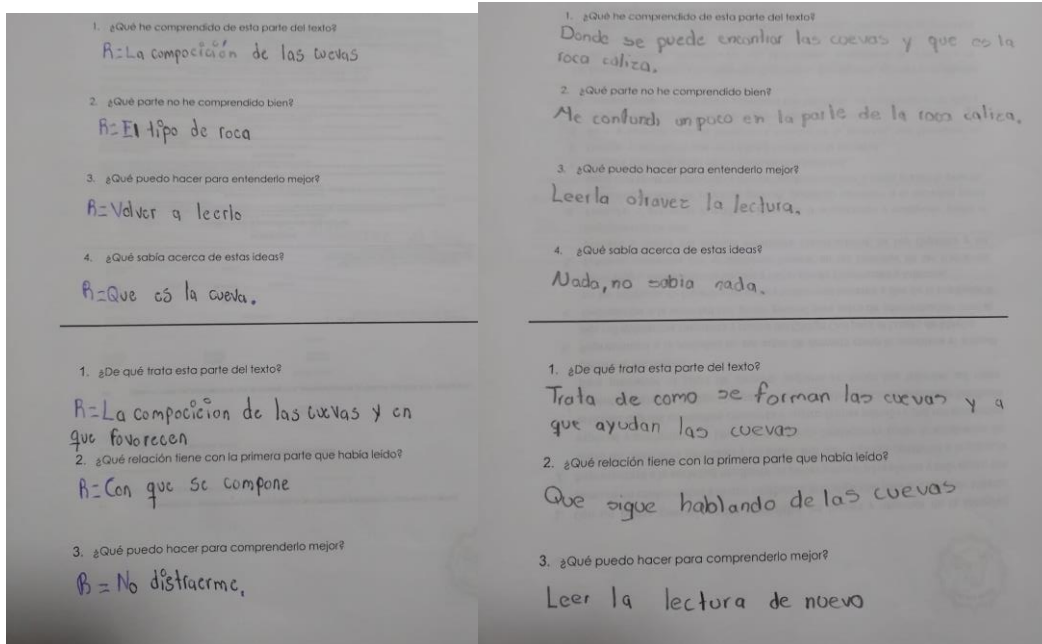 1. ¿Qué he comprendido de esta parte del texto?
R=La compocición de las cuevas
2. ¿Qué parte no he comprendido bien?
R=El tipo de roca
3. ¿Qué puedo hacer para entenderlo mejor?
R=Volver a leerlo
4. ¿Qué sabía acerca de estas ideas?
R=Que es la cueva.
1. ¿De qué trata esta parte del texto?
R=La compocicion de las cuevas y en
que favorecen
2. ¿Qué relación tiene con la primera parte que había leído?
R=Con que se compone
3. ¿Qué puedo hacer para comprenderlo mejor?
R=No distraerme.
1. ¿Qué he comprendido de esta parte del texto?
Donde se puede encontrar las cuevas y que es la
roca caliza.
2. ¿Qué parte no he comprendido bien?
Me confundi un poco en la parte de la roca caliza.
3. ¿Qué puedo hacer para entenderlo mejor?
Leerla otravez la lectura.
4. ¿Qué sabía acerca de estas ideas?
Nada, no sabia nada.
1. ¿De qué trata esta parte del texto?
Trata de como se forman las cuevas y a
que ayudan las cuevas
2. ¿Qué relación tiene con la primera parte que había leído?
Que sigue hablando de las cuevas
3. ¿Qué puedo hacer para comprenderlo mejor?
Leer la lectura de nuevo